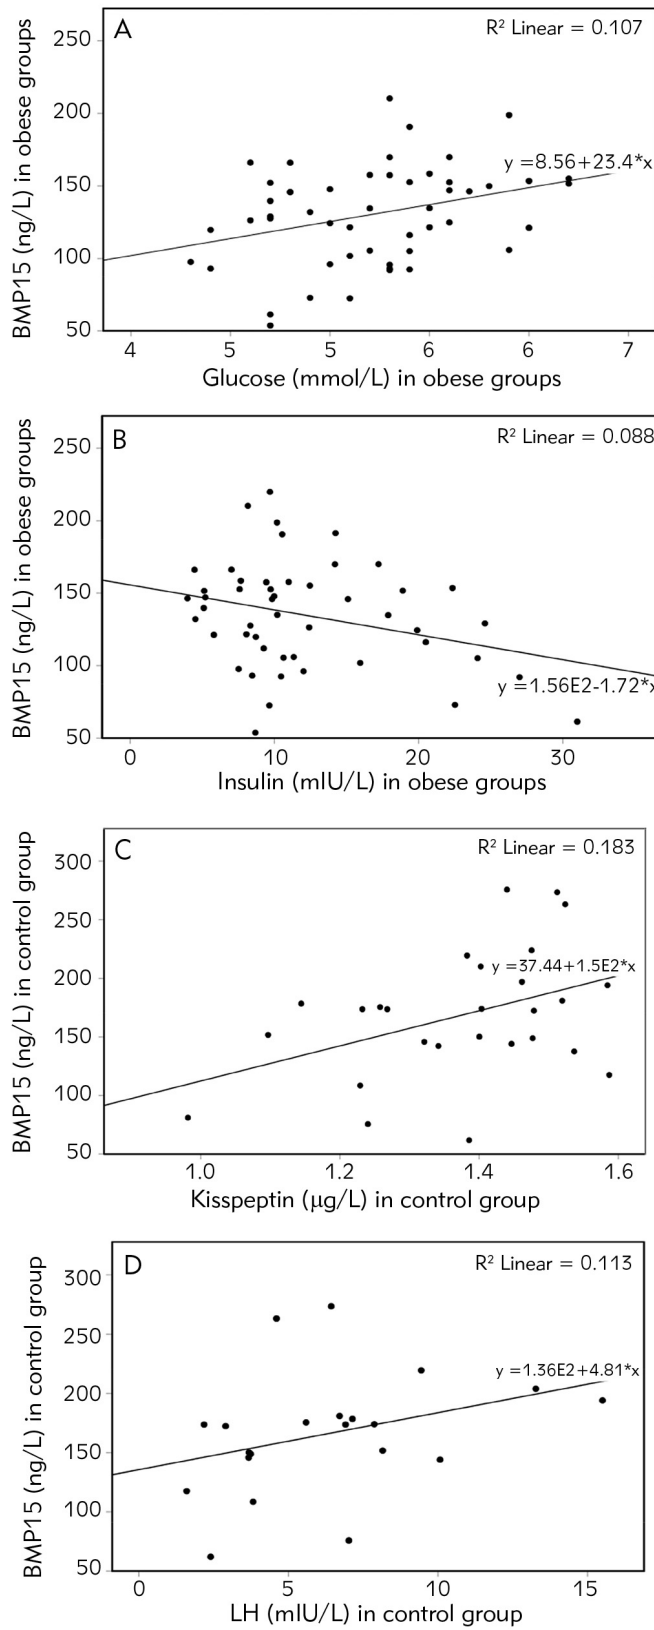 A
R² Linear = 0.107
BMP15 (ng/L) in obese groups
250
200
150
100
50
y =8.56+23.4*x
4 5 5 6 6 7
Glucose (mmol/L) in obese groups
B
R² Linear = 0.088
BMP15 (ng/L) in obese groups
250
200
150
100
50
y =1.56E2-1.72*x
0 10 20 30
Insulin (mIU/L) in obese groups
C
R² Linear = 0.183
BMP15 (ng/L) in control group
300
250
200
150
100
50
y =37.44+1.5E2*x
1.0 1.2 1.4 1.6
Kisspeptin (µg/L) in control group
D
R² Linear = 0.113
BMP15 (ng/L) in control group
300
250
200
150
100
50
y =1.36E2+4.81*x
0 5 10 15
LH (mIU/L) in control group